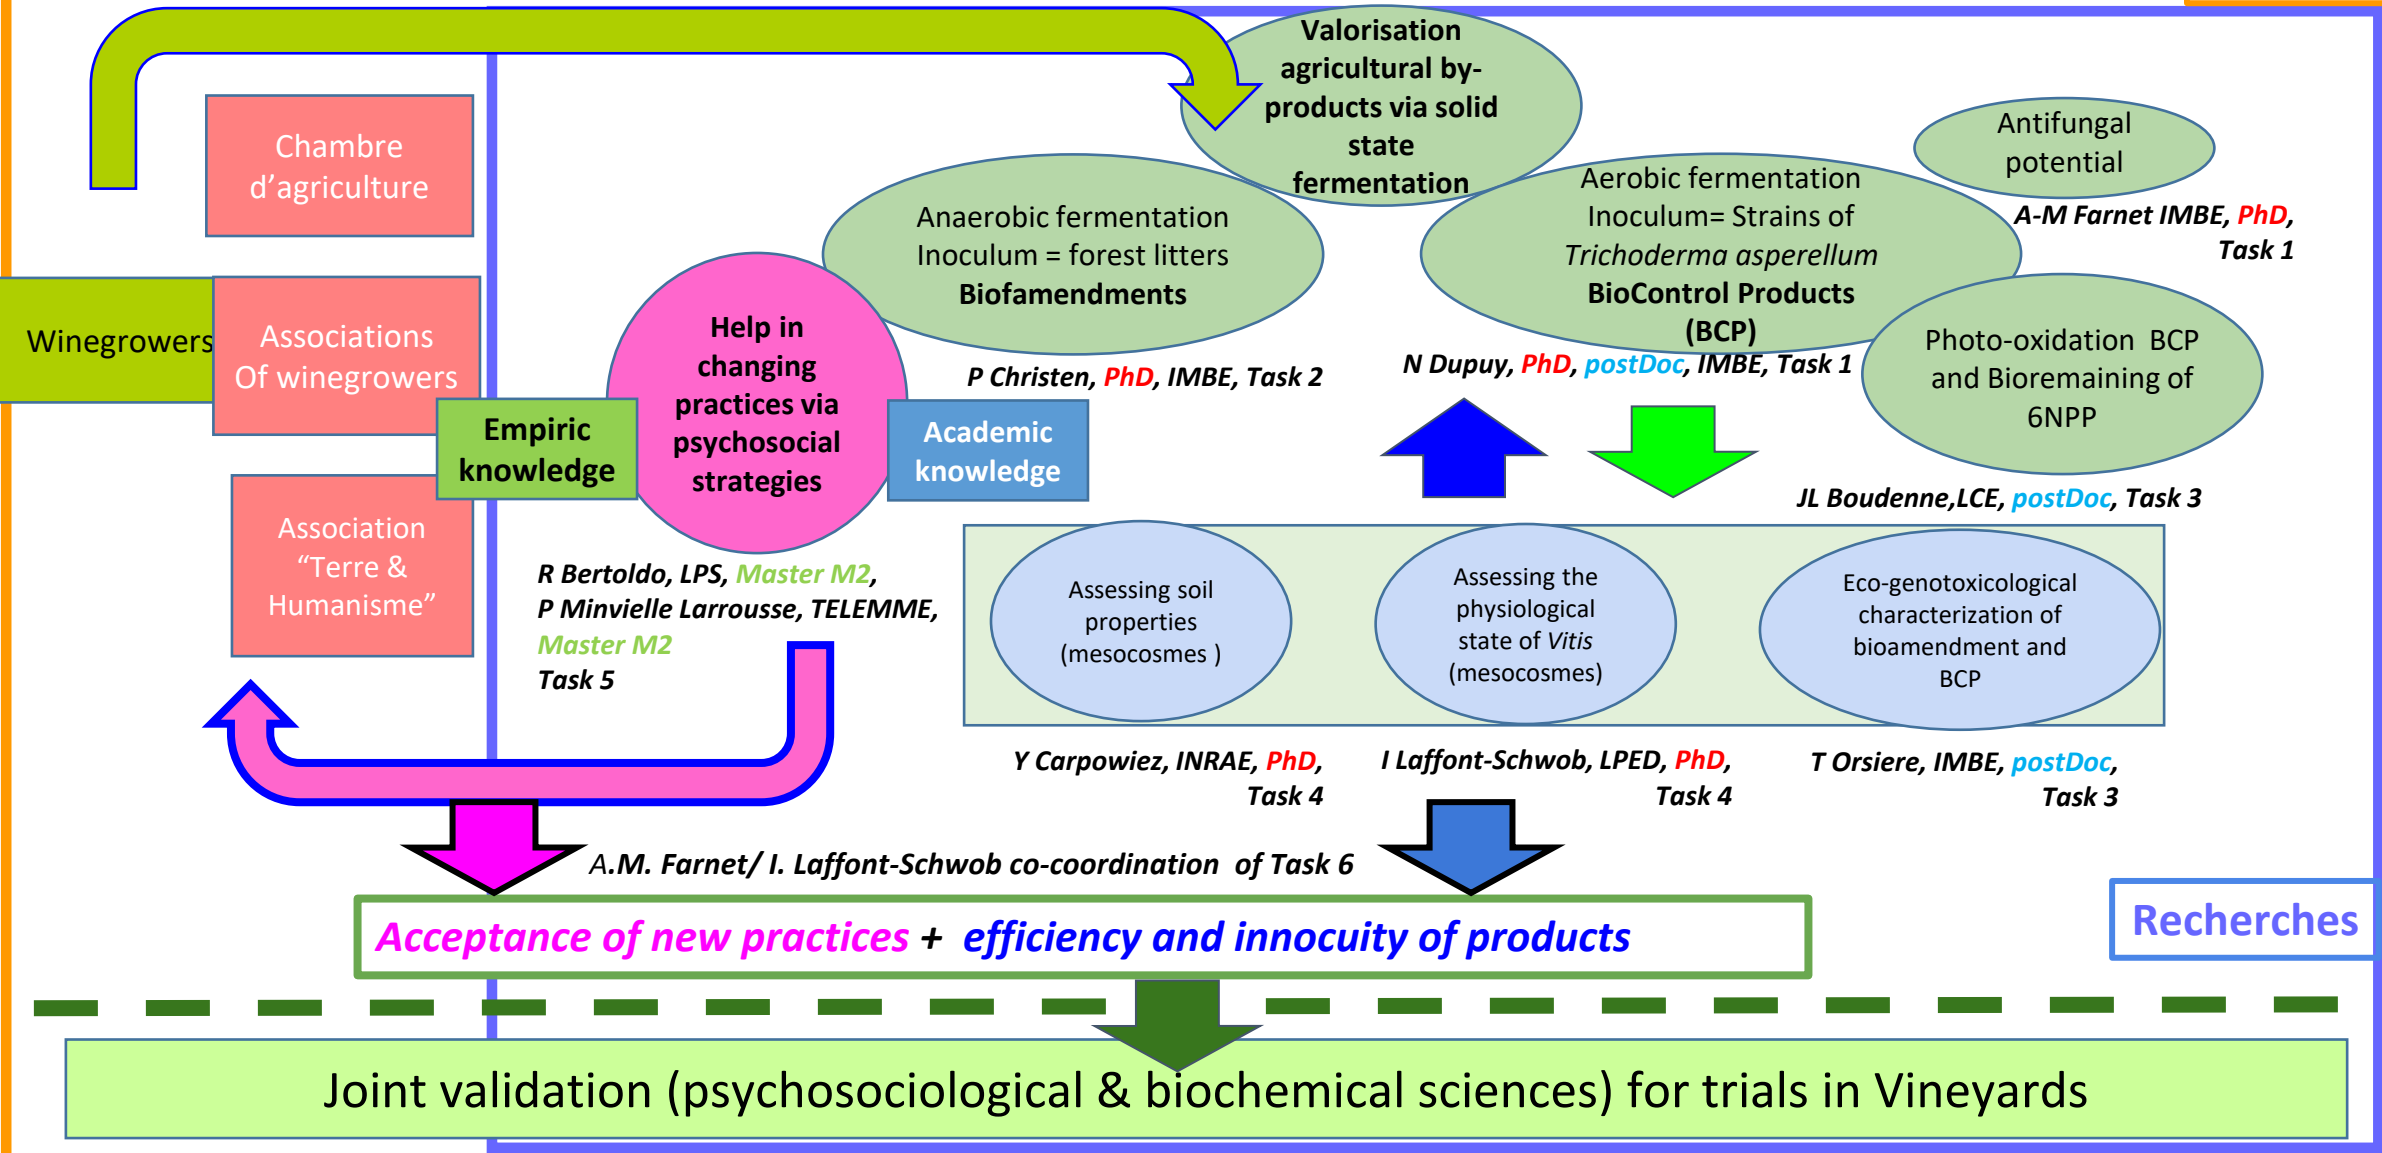 Valorisation
agricultural by-
products via solid
state
fermentation
Chambre
d’agriculture
Antifungal
potential
A-M Farnet IMBE, PhD,
Task 1
Anaerobic fermentation
Inoculum = forest litters
Biofamendments
Aerobic fermentation
Inoculum= Strains of
Trichoderma asperellum
BioControl Products
(BCP)
Winegrowers
Associations
Of winegrowers
Help in
changing
practices via
psychosocial
strategies
P Christen, PhD, IMBE, Task 2
N Dupuy, PhD, postDoc, IMBE, Task 1
Photo-oxidation BCP
and Bioremaining of
6NPP
Empiric
knowledge
Academic
knowledge
JL Boudenne,LCE, postDoc, Task 3
Association
“Terre &
Humanisme”
R Bertoldo, LPS, Master M2,
P Minvielle Larrousse, TELEMME,
Master M2
Task 5
Assessing soil
properties
(mesocosmes )
Assessing the
physiological
state of Vitis
(mesocosmes)
Eco-genotoxicological
characterization of
bioamendment and
BCP
Y Carpowiez, INRAE, PhD,
Task 4
I Laffont-Schwob, LPED, PhD,
Task 4
T Orsiere, IMBE, postDoc,
Task 3
A.M. Farnet/ I. Laffont-Schwob co-coordination of Task 6
Acceptance of new practices + efficiency and innocuity of products
Recherches
Joint validation (psychosociological & biochemical sciences) for trials in Vineyards